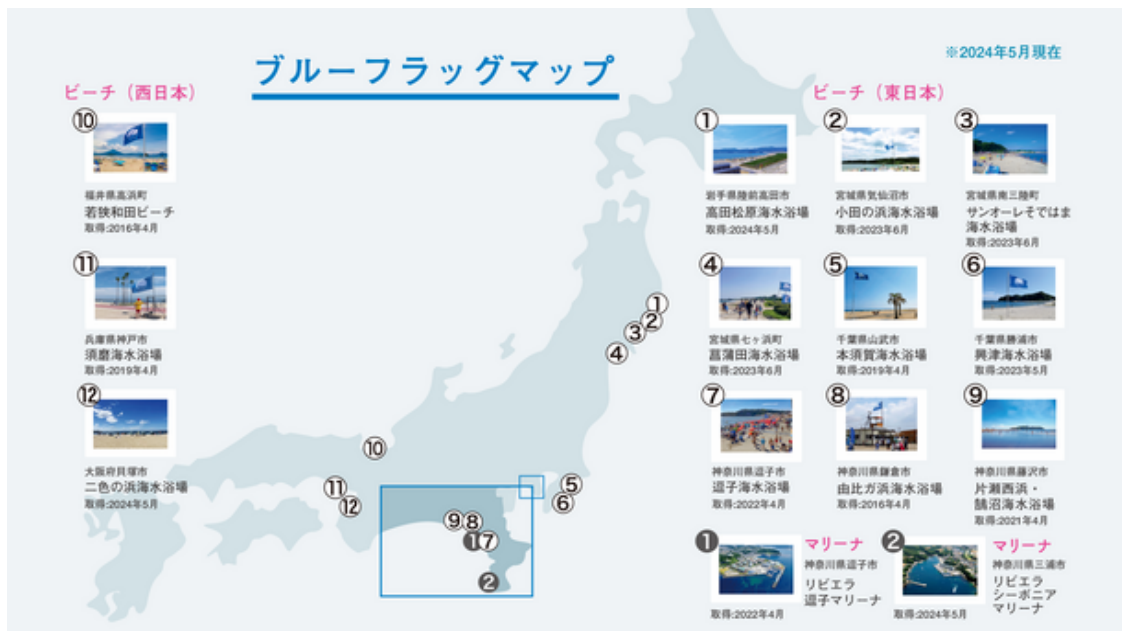 ブルーフラッグマップ
※2024年5月現在
ビーチ（西日本）
⑩
福井県高浜町
若狭和田ビーチ
取得:2016年4月
⑪
兵庫県神戸市
須磨海水浴場
取得:2019年4月
⑫
大阪府貝塚市
二色の浜海水浴場
取得:2024年5月
ビーチ（東日本）
①
岩手県陸前高田市
高田松原海水浴場
取得:2024年5月
②
宮城県気仙沼市
小田の浜海水浴場
取得:2023年6月
③
宮城県南三陸町
サンオーレそではま
海水浴場
取得:2023年6月
④
宮城県七ヶ浜町
菖蒲田海水浴場
取得:2023年6月
⑤
千葉県山武市
本須賀海水浴場
取得:2019年4月
⑥
千葉県勝浦市
興津海水浴場
取得:2023年5月
⑦
神奈川県逗子市
逗子海水浴場
取得:2022年4月
⑧
神奈川県鎌倉市
由比ガ浜海水浴場
取得:2016年4月
⑨
神奈川県藤沢市
片瀬西浜・
鵠沼海水浴場
取得:2021年4月
❶
マリーナ
神奈川県逗子市
リビエラ
逗子マリーナ
取得:2022年4月
❷
マリーナ
神奈川県三浦市
リビエラ
シーボニア
マリーナ
取得:2024年5月
①
②
③
④
⑩
⑪
⑫
⑤
⑥
⑨⑧
❶⑦
❷